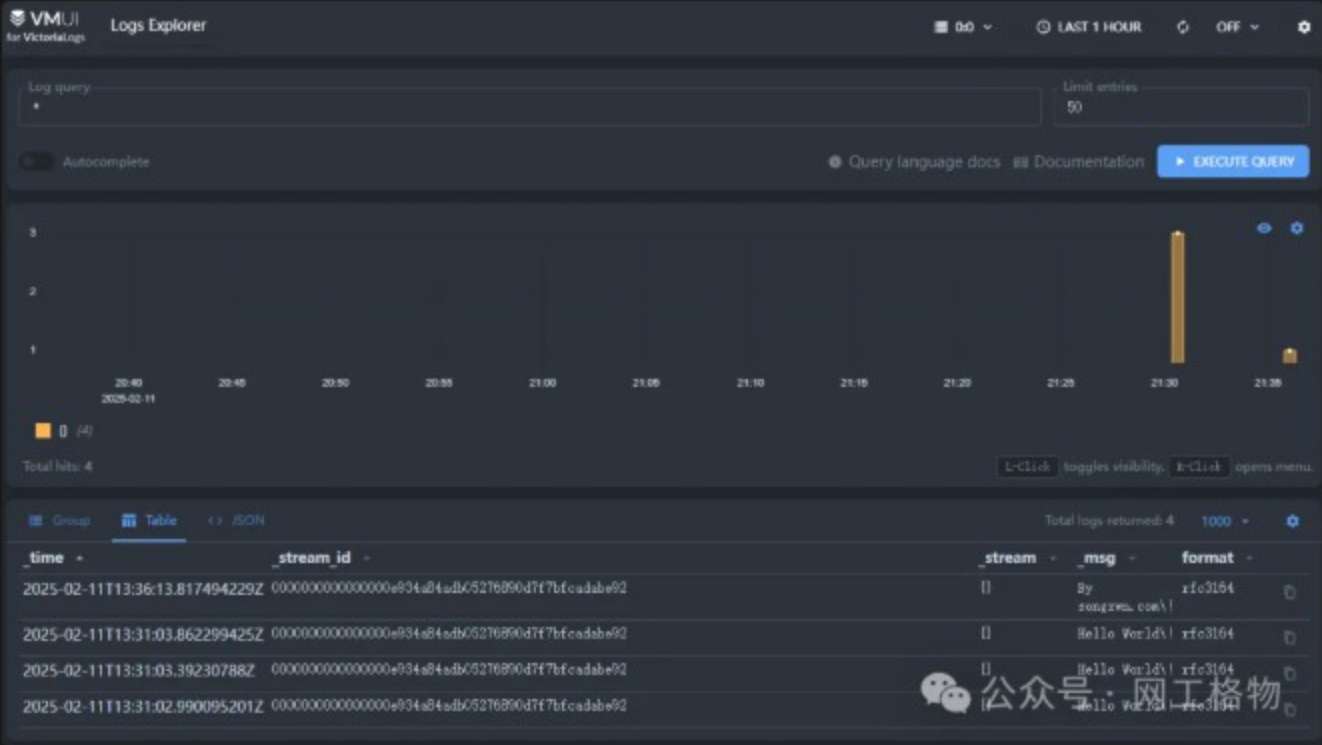 VMUI
for VictoriaLogs
Logs Explorer
0:0
LAST 1 HOUR
OFF
Log query
*
Limit entries
50
Autocomplete
Query language docs
Documentation
EXECUTE QUERY
3
2
1
20:40 20:45 20:50 20:55 21:00 21:05 21:10 21:15 21:20 21:25 21:30 21:35
2025-02-11
{} (4)
Total hits: 4
L-Click toggles visibility. R-Click opens menu.
Group Table <> JSON
Total logs returned: 4 1000
_time _stream_id _stream _msg format
2025-02-11T13:36:13.817494229Z 0000000000000000e934a84adb05276890d7f7bfcadabe92 {} By rfc3164
songxwn.com\!
2025-02-11T13:31:03.862299425Z 0000000000000000e934a84adb05276890d7f7bfcadabe92 {} Hello World\! rfc3164
2025-02-11T13:31:03.39230788Z 0000000000000000e934a84adb05276890d7f7bfcadabe92 {} Hello World\! rfc3164
2025-02-11T13:31:02.990095201Z 0000000000000000e934a84adb05276890d7f7bfcadabe92 {} Hello World\! rfc3164
公众号 · 网工格物